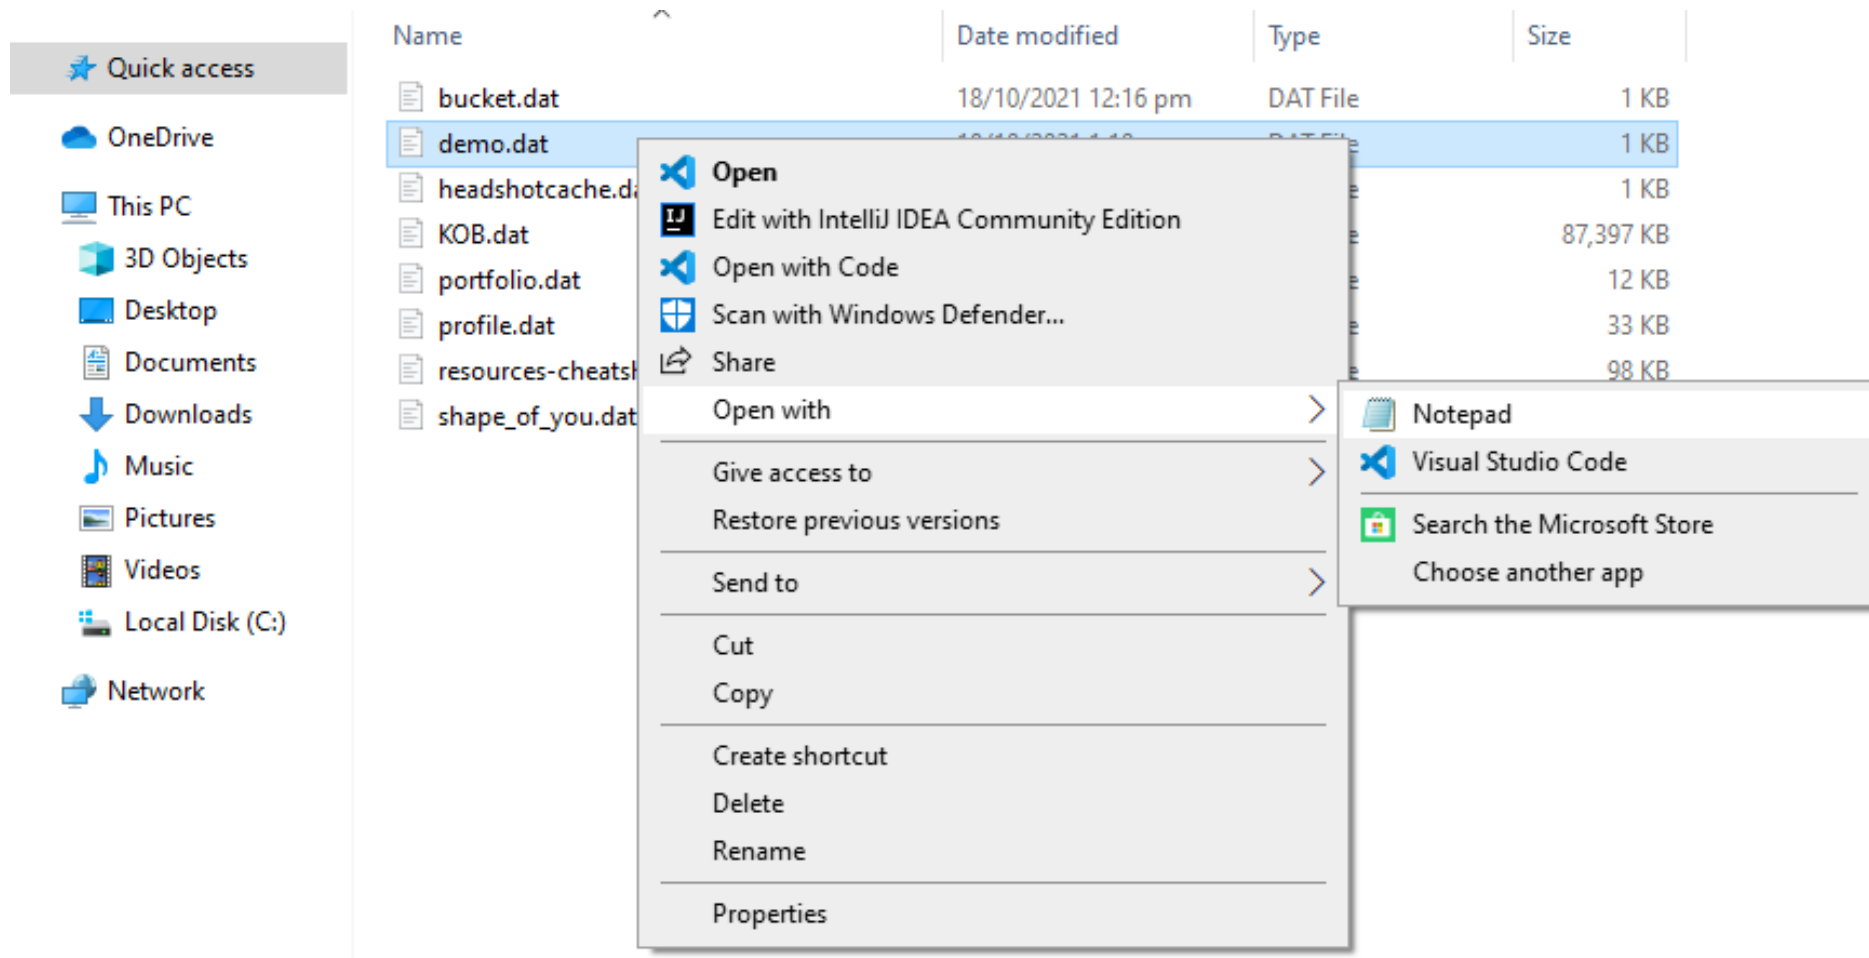 Name Date modified Type Size
Quick access
OneDrive
This PC
3D Objects
Desktop
Documents
Downloads
Music
Pictures
Videos
Local Disk (C:)
Network
bucket.dat 18/10/2021 12:16 pm DAT File 1 KB
demo.dat 1 KB
headshotcache.da 1 KB
KOB.dat 87,397 KB
portfolio.dat 12 KB
profile.dat 33 KB
resources-cheatsh 98 KB
shape_of_you.dat
Open
Edit with IntelliJ IDEA Community Edition
Open with Code
Scan with Windows Defender...
Share
Open with
Give access to
Restore previous versions
Send to
Cut
Copy
Create shortcut
Delete
Rename
Properties
Notepad
Visual Studio Code
Search the Microsoft Store
Choose another app